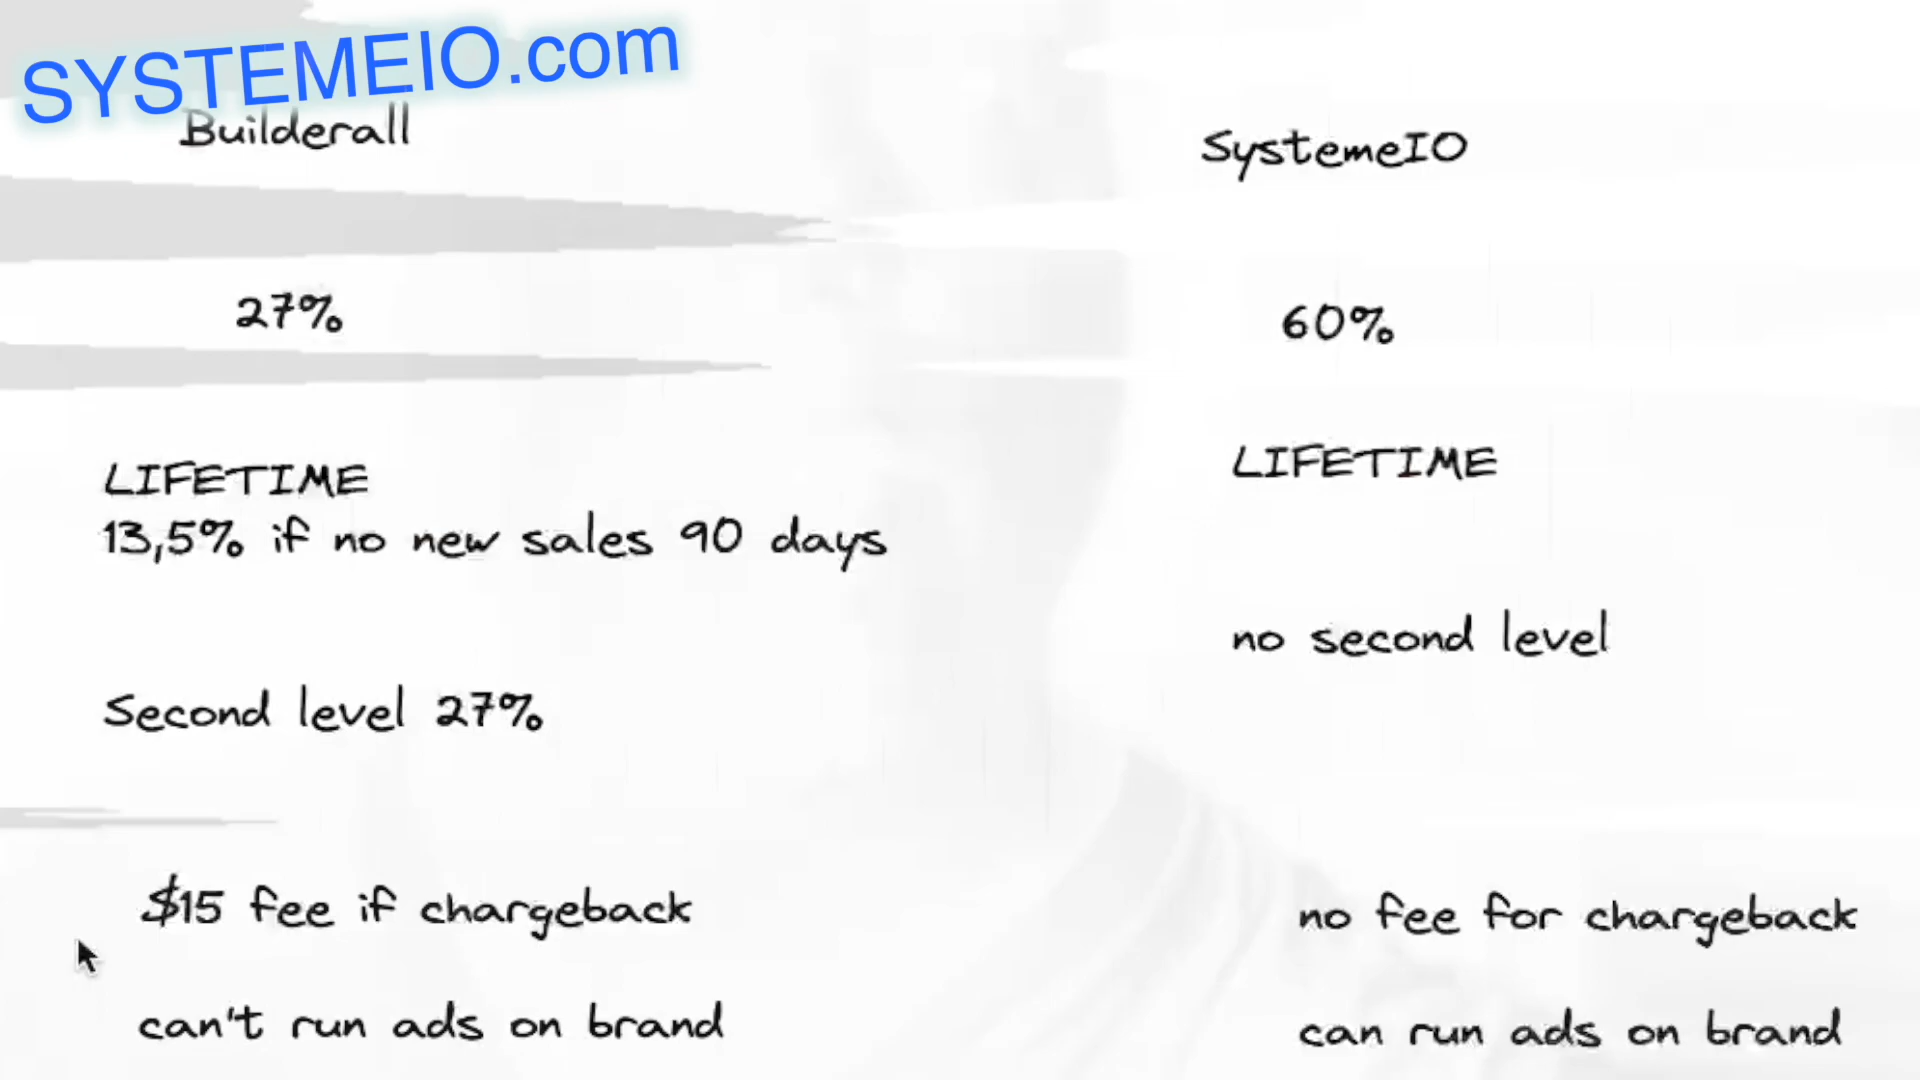 SYSTEMEIO.com
Builderall
SystemeIO
27%
60%
LIFETIME
13,5% if no new sales 90 days
LIFETIME
no second level
Second level 27%
$15 fee if chargeback
no fee for chargeback
can't run ads on brand
can run ads on brand